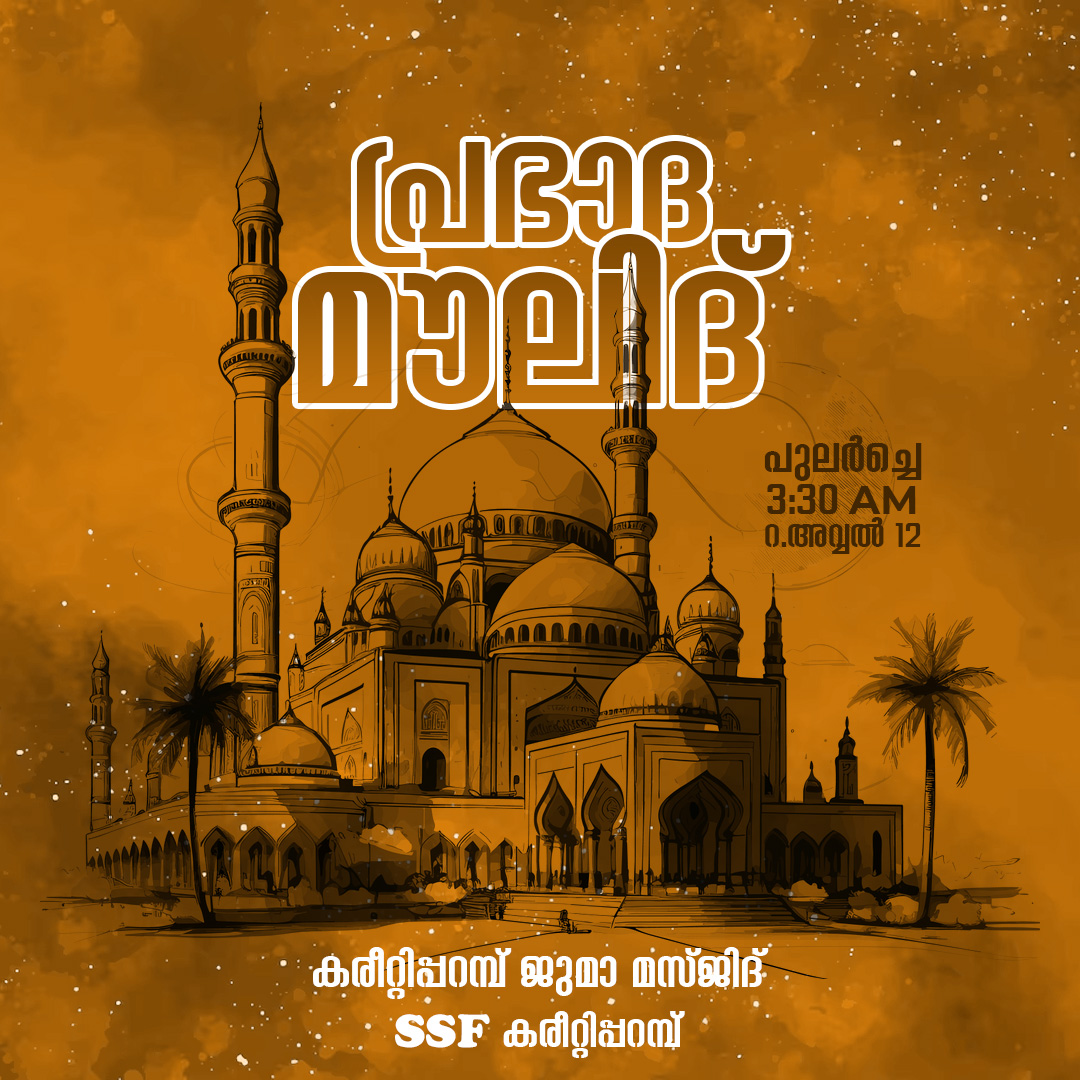 പ്രഭാദ
മൗലിദ്
പുലർച്ചെ
3:30 AM
റ.അവ്വൽ 12
കരീറ്റിപ്പറമ്പ് ജുമാ മസ്ജിദ്
SSF കരീറ്റിപ്പറമ്പ്